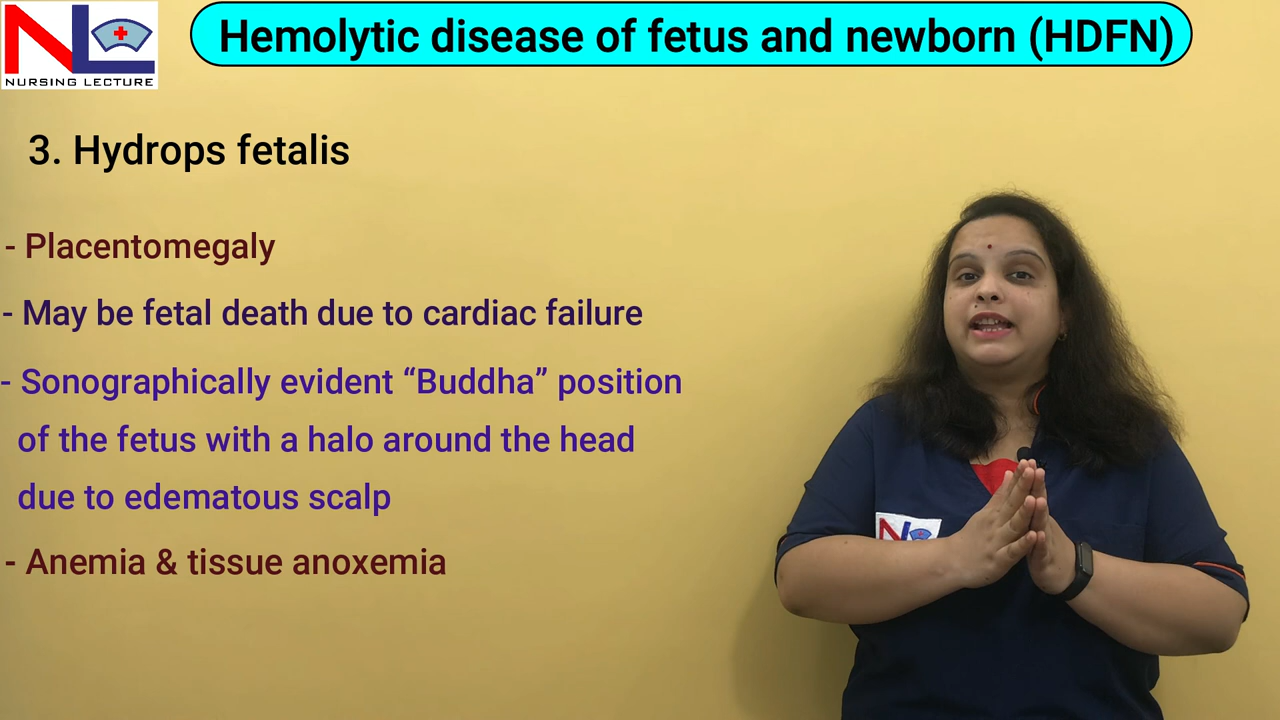 NL
NURSING LECTURE
Hemolytic disease of fetus and newborn (HDFN)
3. Hydrops fetalis
- Placentomegaly
- May be fetal death due to cardiac failure
- Sonographically evident “Buddha” position
of the fetus with a halo around the head
due to edematous scalp
- Anemia & tissue anoxemia
NL